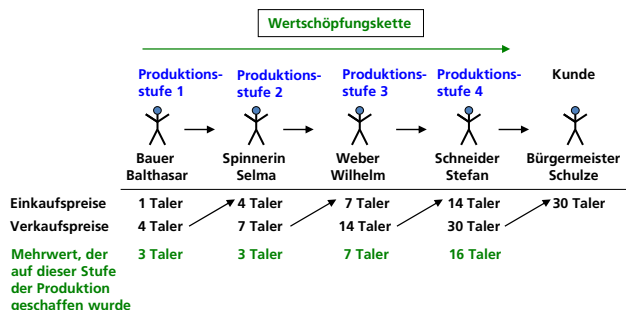 Wertschöpfungskette
Produktions-
stufe 1
Produktions-
stufe 2
Produktions-
stufe 3
Produktions-
stufe 4
Kunde
Bauer
Balthasar
Spinnerin
Selma
Weber
Wilhelm
Schneider
Stefan
Bürgermeister
Schulze
Einkaufspreise 1 Taler 4 Taler 7 Taler 14 Taler 30 Taler
Verkaufspreise 4 Taler 7 Taler 14 Taler 30 Taler
Mehrwert, der 3 Taler 3 Taler 7 Taler 16 Taler
auf dieser Stufe
der Produktion
geschaffen wurde